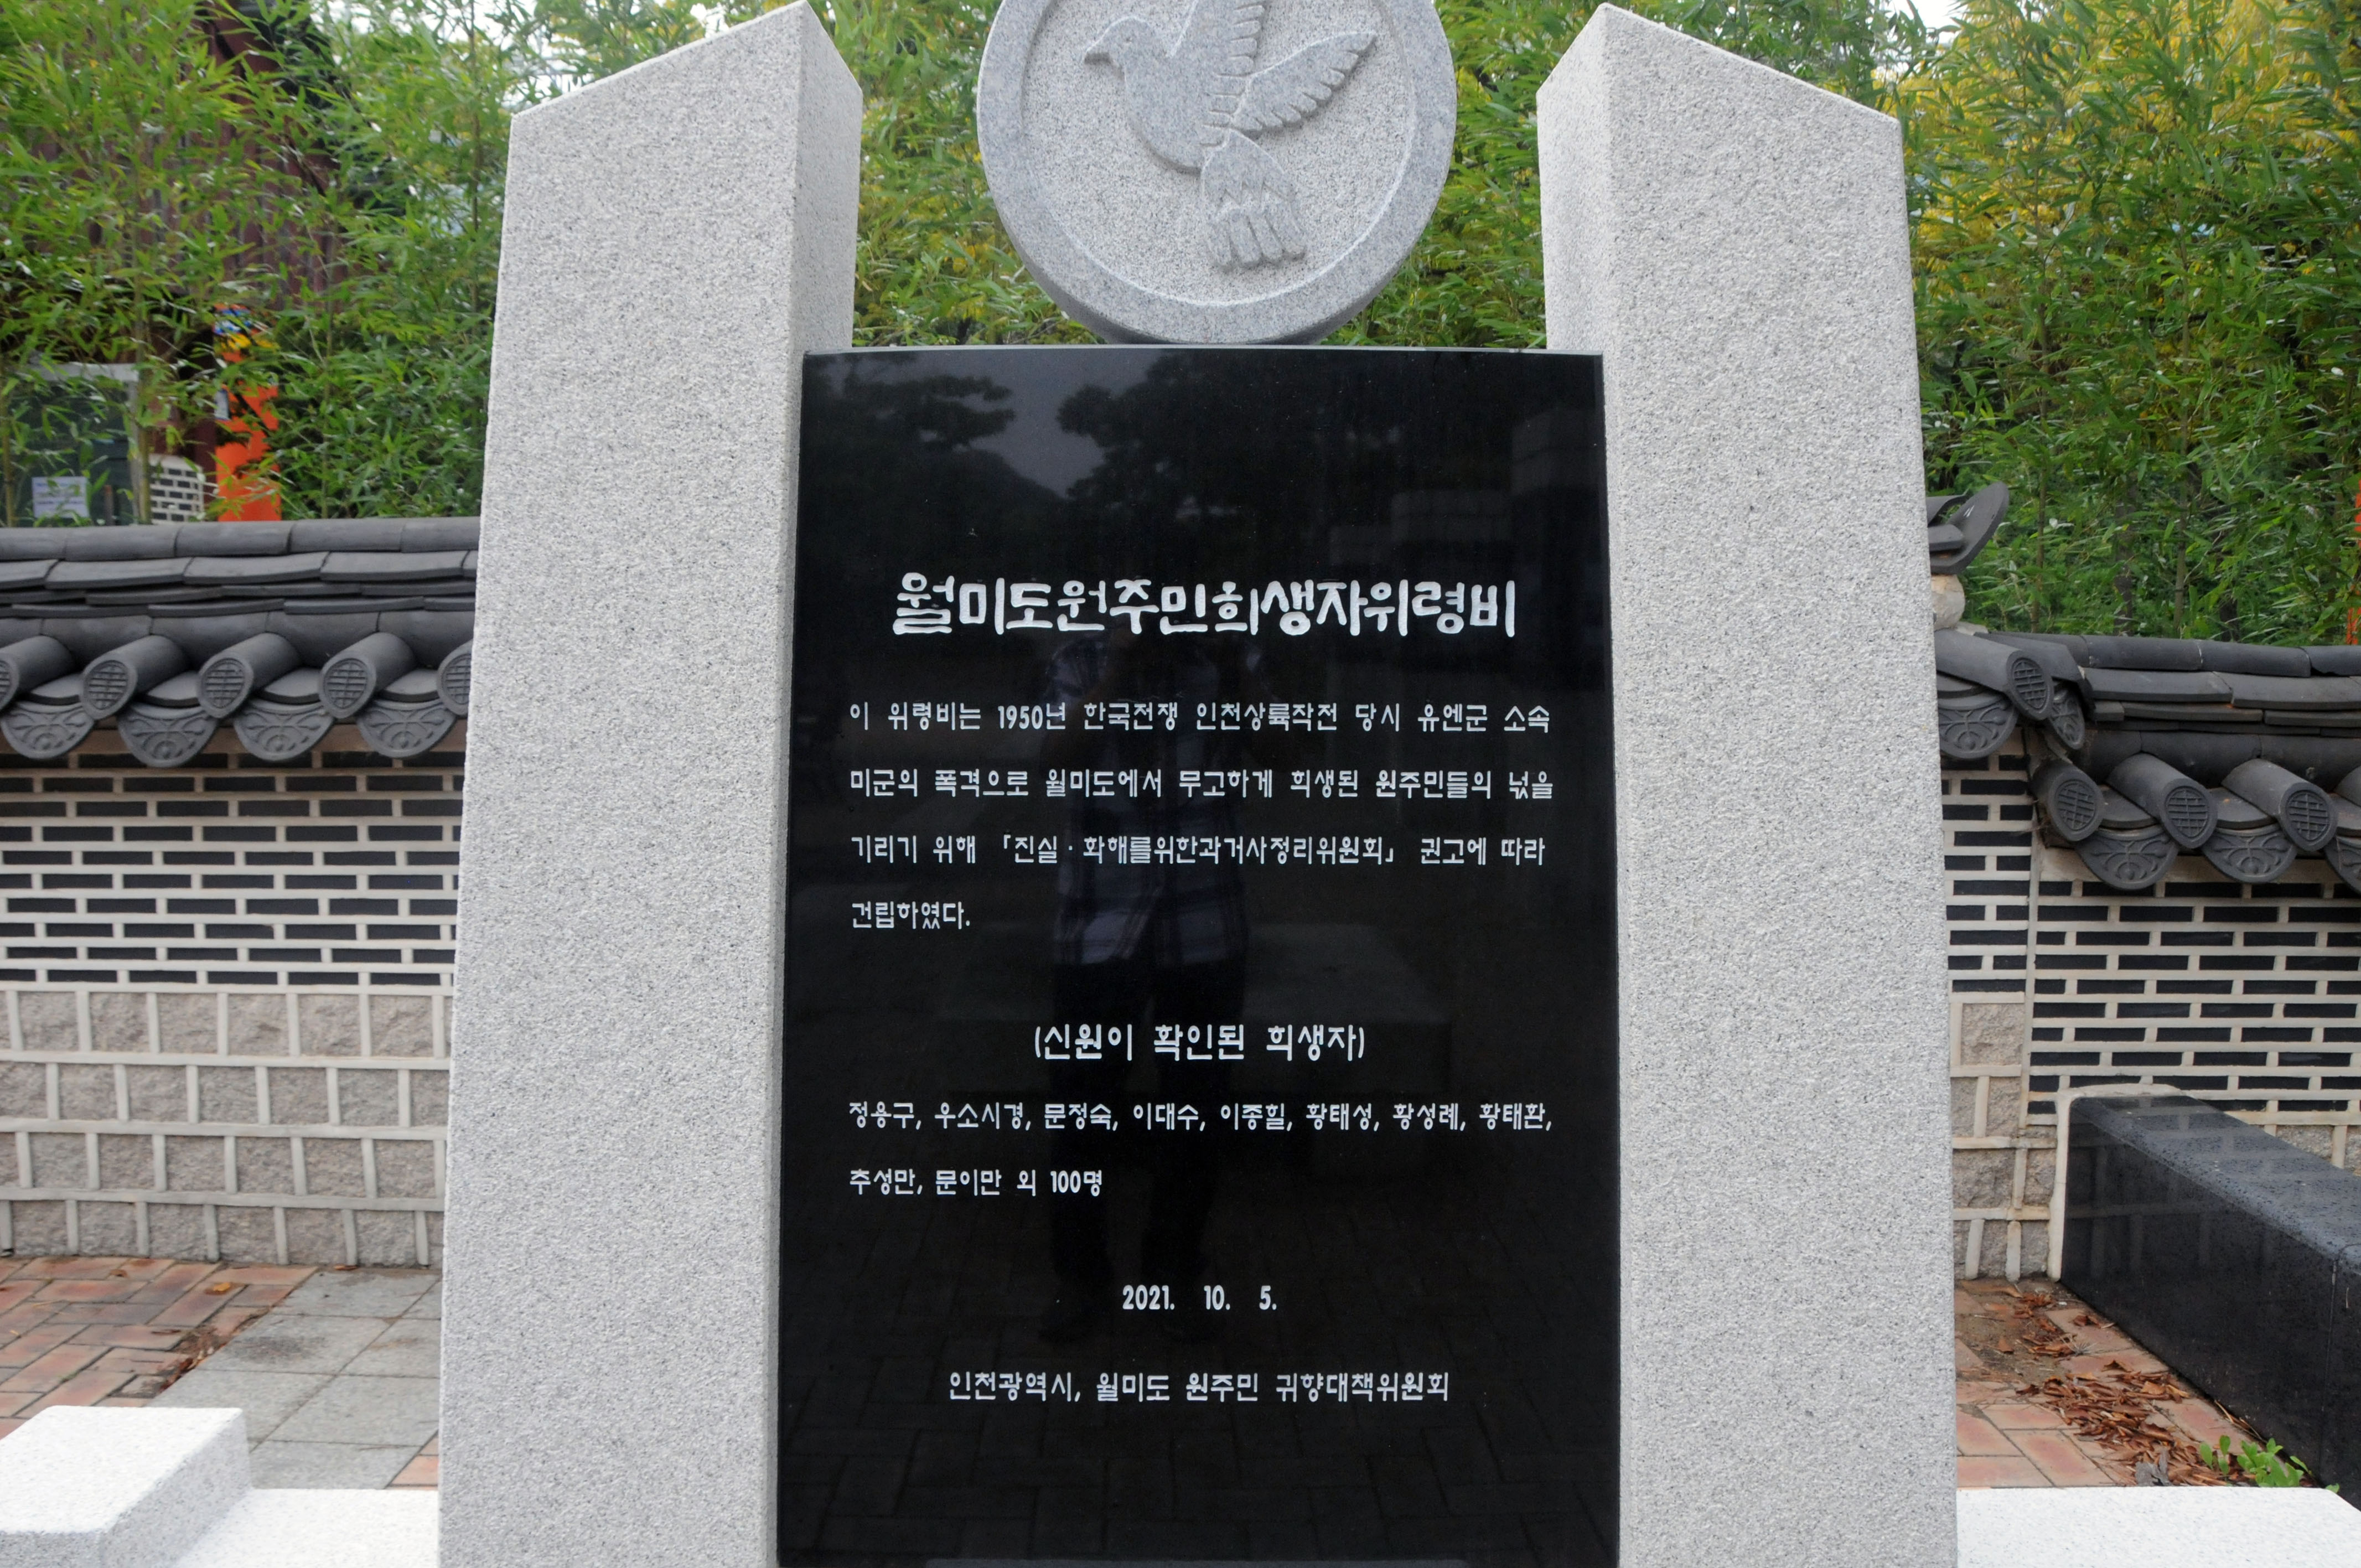 월미도원주민희생자위령비
이 위령비는 1950년 한국전쟁 인천상륙작전 당시 유엔군 소속
미군의 폭격으로 월미도에서 무고하게 희생된 원주민들의 넋을
기리기 위해 「진실·화해를위한과거사정리위원회」 권고에 따라
건립하였다.
(신원이 확인된 희생자)
정용구, 우소시경, 문정숙, 이대수, 이종힐, 황태성, 황성례, 황태환,
추성만, 문이만 외 100명
2021. 10. 5.
인천광역시, 월미도 원주민 귀향대책위원회